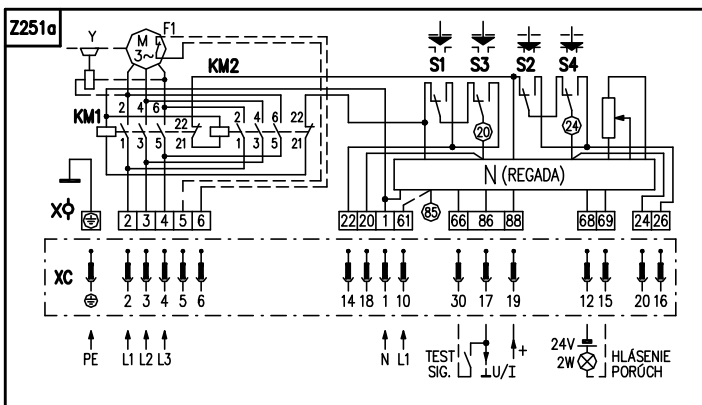 Z251a
Y
F1
M
3~
KM2
S1 S3 S2 S4
KM1
2 4 6
22
2 4 6
22
1 3 5
21
1 3 5
21
20
24
N (REGADA)
X
2 3 4 5 6
22 20 1 61
85
66 86 88
68 69
24 26
XC
2 3 4 5 6
14 18 1 10
30 17 19
12 15
20 16
PE
L1 L2 L3
N L1
TEST
SIG.
U/I
+
24V
2W
HLÁSENIE
PORÚCH